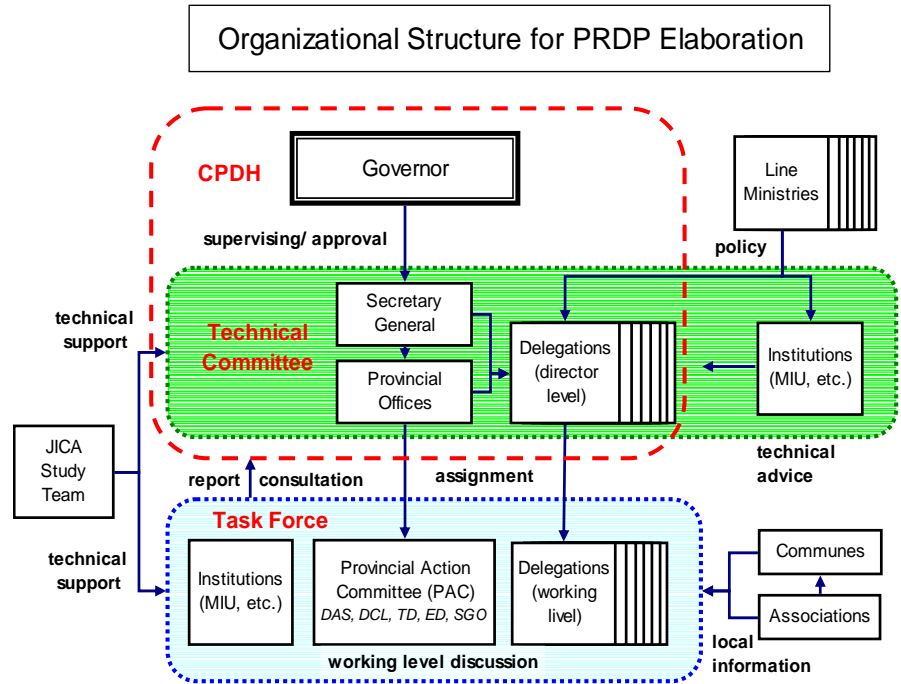 Organizational Structure for PRDP Elaboration
CPDH
Governor
Line
Ministries
supervising/ approval
policy
technical
support
Technical
Committee
Secretary
General
Provincial
Offices
Delegations
(director
level)
Institutions
(MIU, etc.)
technical
advice
JICA
Study
Team
report
consultation
assignment
technical
support
Task Force
Institutions
(MIU, etc.)
Provincial Action
Committee (PAC)
DAS, DCL, TD, ED, SGO
Delegations
(working
livel)
working level discussion
Communes
Associations
local
information